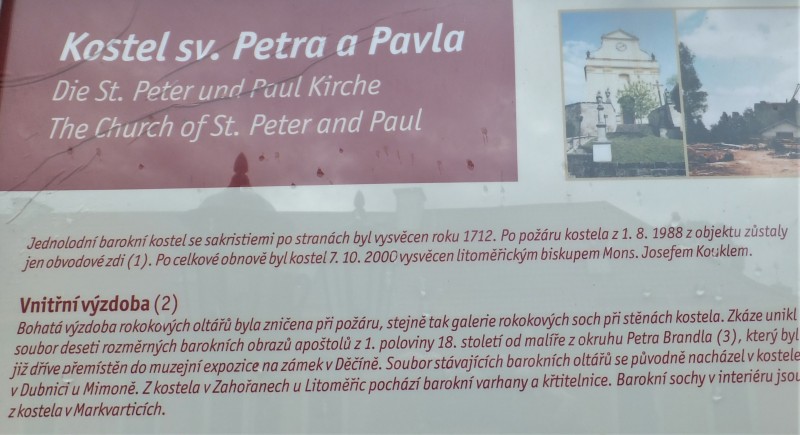 Kostel sv. Petra a Pavla
Die St. Peter und Paul Kirche
The Church of St. Peter and Paul
Jednolodní barokní kostel se sakristiemi po stranách byl vysvěcen roku 1712. Po požáru kostela z 1. 8. 1988 z objektu zůstaly
jen obvodové zdi (1). Po celkové obnově byl kostel 7. 10. 2000 vysvěcen litoměřickým biskupem Mons. Josefem Kouklem.
Vnitřní výzdoba (2)
Bohatá výzdoba rokokových oltářů byla zničena při požáru, stejně tak galerie rokokových soch při stěnách kostela. Zkáze unikl
soubor deseti rozměrných barokních obrazů apoštolů z 1. poloviny 18. století od malíře z okruhu Petra Brandla (3), který byl
již dříve přemístěn do muzejní expozice na zámek v Děčíně. Soubor stávajících barokních oltářů se původně nacházel v kostele
v Dubnici u Mimoně. Z kostela v Zahořanech u Litoměřic pochází barokní varhany a křtitelnice. Barokní sochy v interiéru jsou
z kostela v Markvarticích.